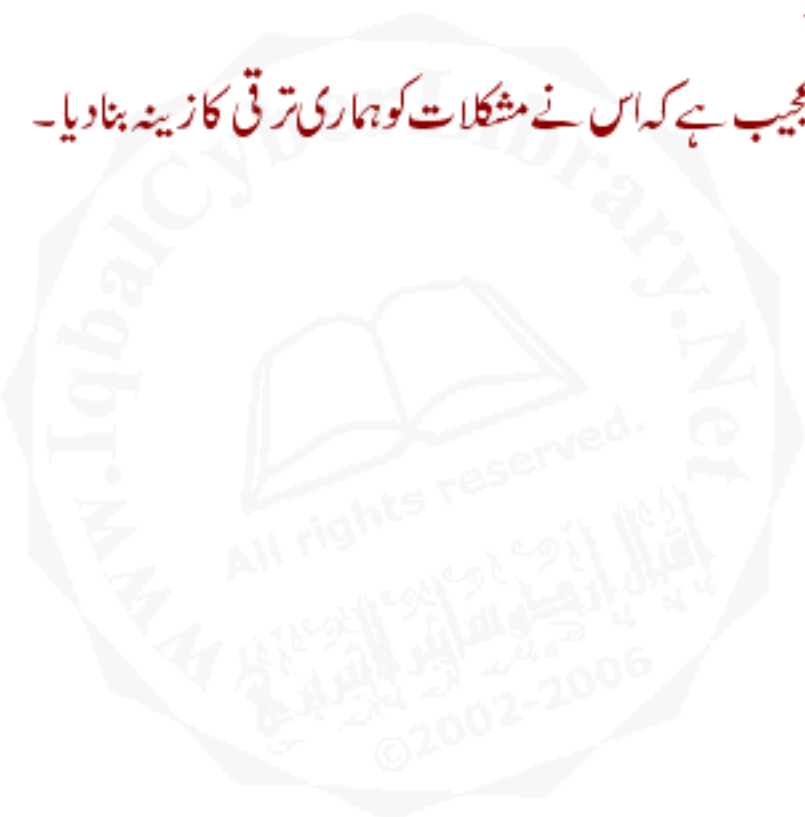 عجیب ہے کہ اس نے مشکلات کو ہماری ترقی کا زینہ بنا دیا ۔
www.IqbalCyberLibrary.Net
All rights reserved.
©2002-2006